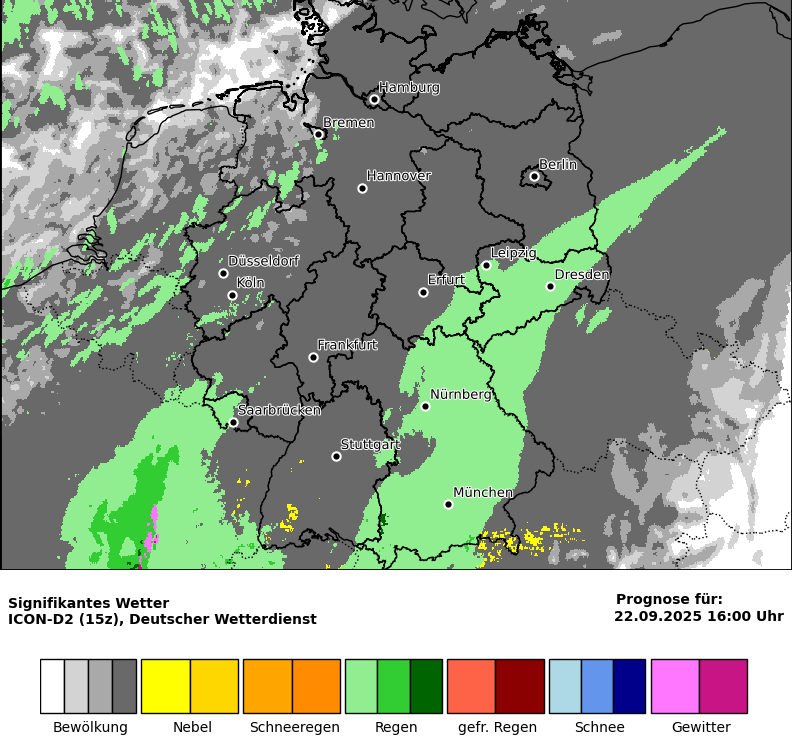 Hamburg
Bremen
Berlin
Hannover
Leipzig
Düsseldorf
Dresden
Köln
Erfurt
Frankfurt
Nürnberg
Saarbrücken
Stuttgart
München
Signifikantes Wetter
ICON-D2 (15z), Deutscher Wetterdienst
Prognose für:
22.09.2025 16:00 Uhr
Bewölkung
Nebel
Schneeregen
Regen
gefr. Regen
Schnee
Gewitter